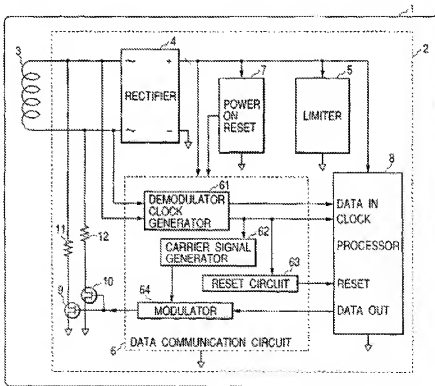 1
2
3
4
~ +
RECTIFIER
~ -
7
POWER
ON
RESET
5
LIMITER
8
61
DEMODULATOR
CLOCK
GENERATOR
DATA IN
CLOCK
62
CARRIER SIGNAL
GENERATOR
PROCESSOR
11
12
63
RESET CIRCUIT
RESET
10
9
64
MODULATOR
DATA OUT
6
DATA COMMUNICATION CIRCUIT